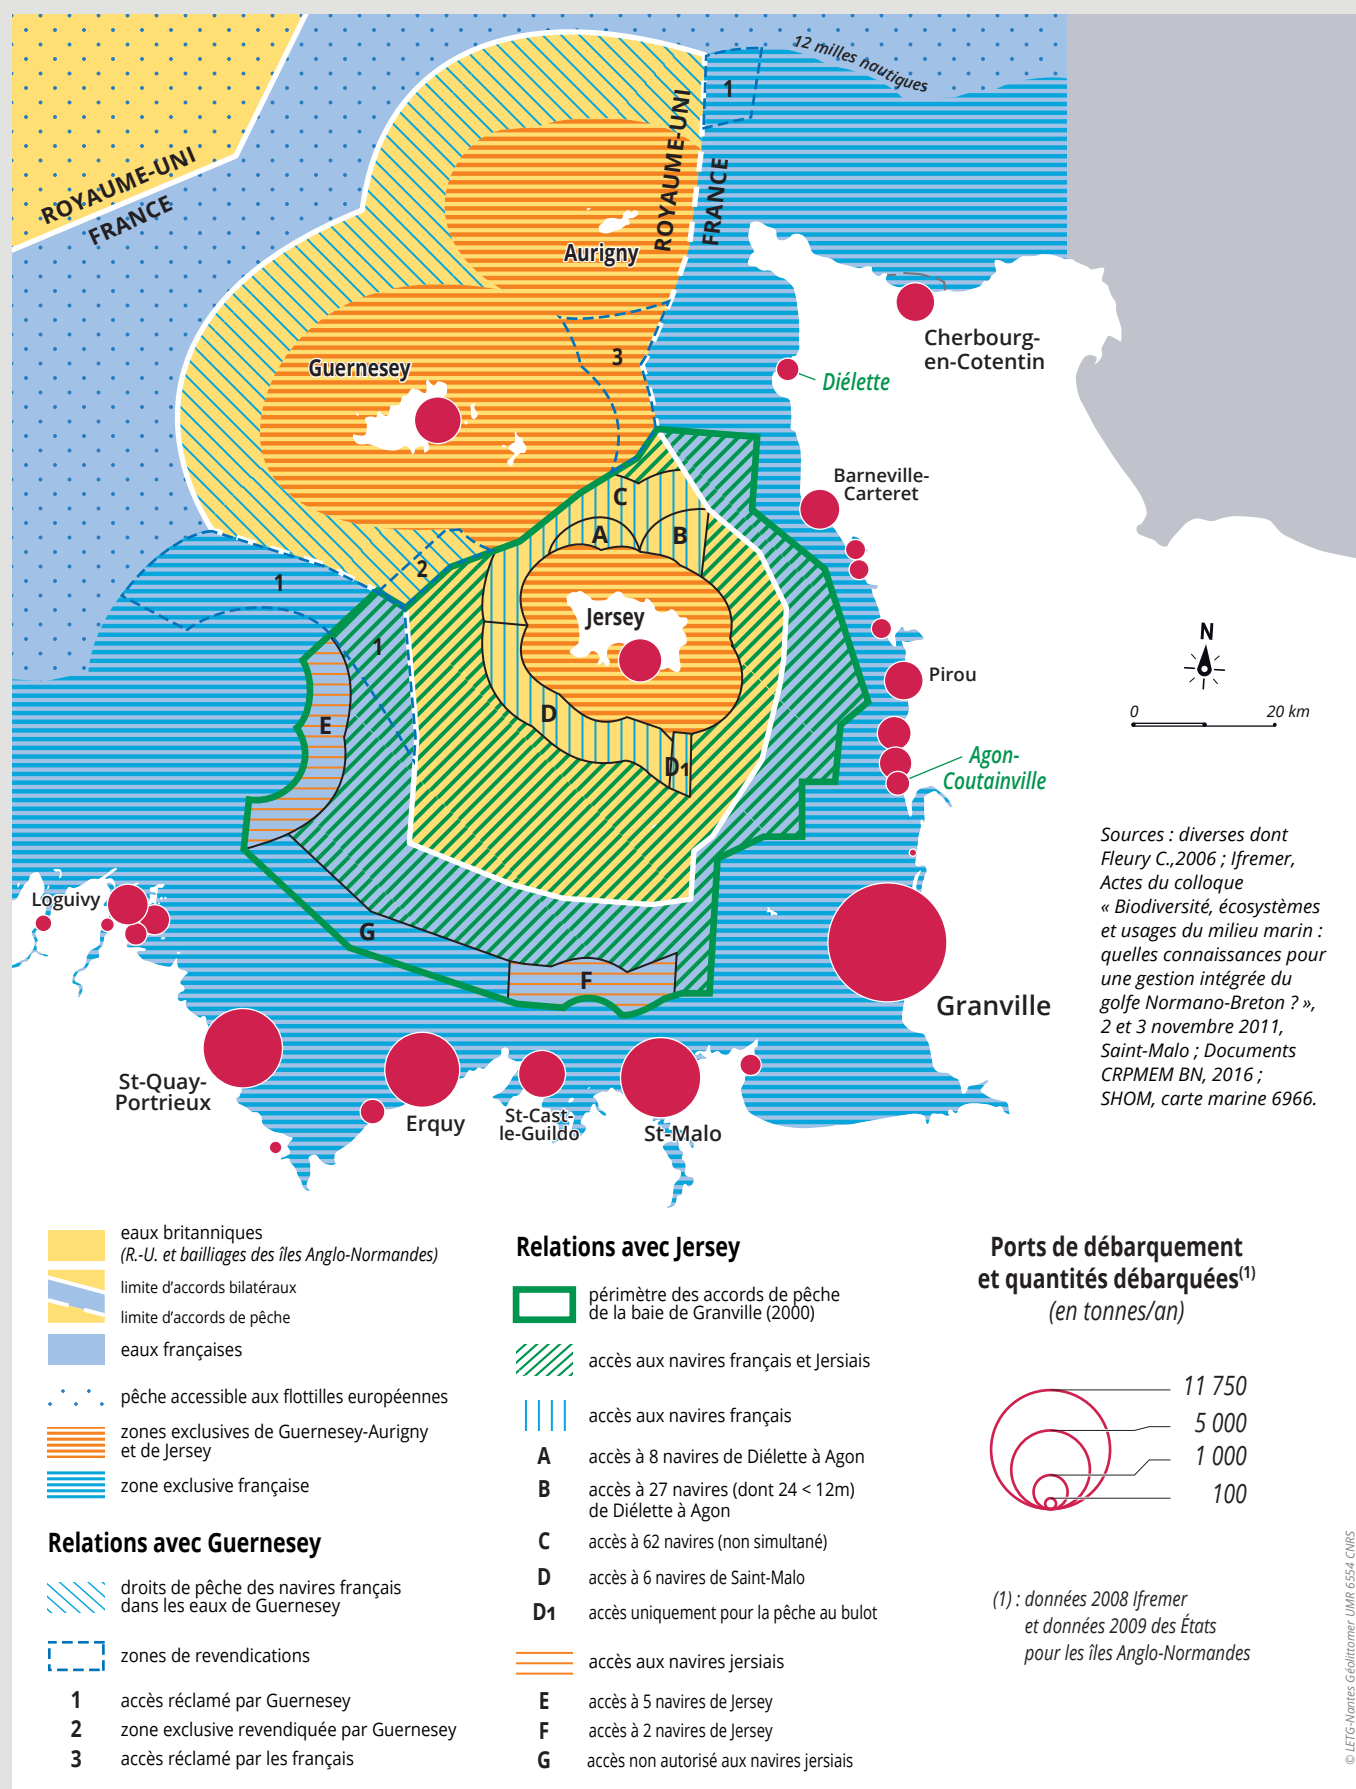 12 milles nautiques
1
ROYAUME-UNI
FRANCE
ROYAUME-UNI
FRANCE
Aurigny
Cherbourg-
en-Cotentin
3
Guernesey
Diélette
Barneville-
Carteret
C
A
B
2
1
Jersey
1
Pirou
N
0
20 km
E
D
D1
Agon-
Coutainville
Sources : diverses dont
Fleury C.,2006 ; Ifremer,
Actes du colloque
« Biodiversité, écosystèmes
et usages du milieu marin :
quelles connaissances pour
une gestion intégrée du
golfe Normano-Breton ? »,
2 et 3 novembre 2011,
Saint-Malo ; Documents
CRPMEM BN, 2016 ;
SHOM, carte marine 6966.
Loguivy
G
F
Granville
St-Quay-
Portrieux
Erquy
St-Cast-
le-Guildo
St-Malo
eaux britanniques
(R.-U. et bailliages des îles Anglo-Normandes)
limite d'accords bilatéraux
limite d'accords de pêche
eaux françaises
pêche accessible aux flottilles européennes
zones exclusives de Guernesey-Aurigny
et de Jersey
zone exclusive française
Relations avec Guernesey
droits de pêche des navires français
dans les eaux de Guernesey
zones de revendications
1 accès réclamé par Guernesey
2 zone exclusive revendiquée par Guernesey
3 accès réclamé par les français
Relations avec Jersey
périmètre des accords de pêche
de la baie de Granville (2000)
accès aux navires français et Jersiais
accès aux navires français
A accès à 8 navires de Diélette à Agon
B accès à 27 navires (dont 24 < 12m)
de Diélette à Agon
C accès à 62 navires (non simultané)
D accès à 6 navires de Saint-Malo
D1 accès uniquement pour la pêche au bulot
accès aux navires jersiais
E accès à 5 navires de Jersey
F accès à 2 navires de Jersey
G accès non autorisé aux navires jersiais
Ports de débarquement
et quantités débarquées(1)
(en tonnes/an)
11 750
5 000
1 000
100
(1) : données 2008 Ifremer
et données 2009 des États
pour les îles Anglo-Normandes
© LETG-Nantes Géolittomer UMR 6554 CNRS